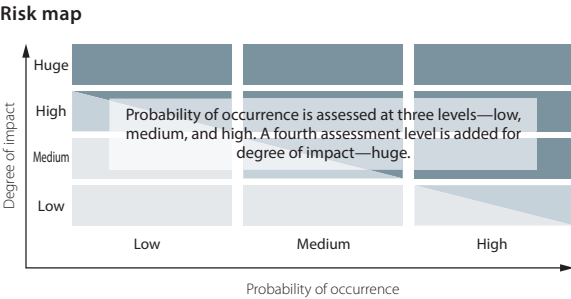 Risk map
Degree of impact
Huge
High
Medium
Low
Probability of occurrence is assessed at three levels—low,
medium, and high. A fourth assessment level is added for
degree of impact—huge.
Low Medium High
Probability of occurrence